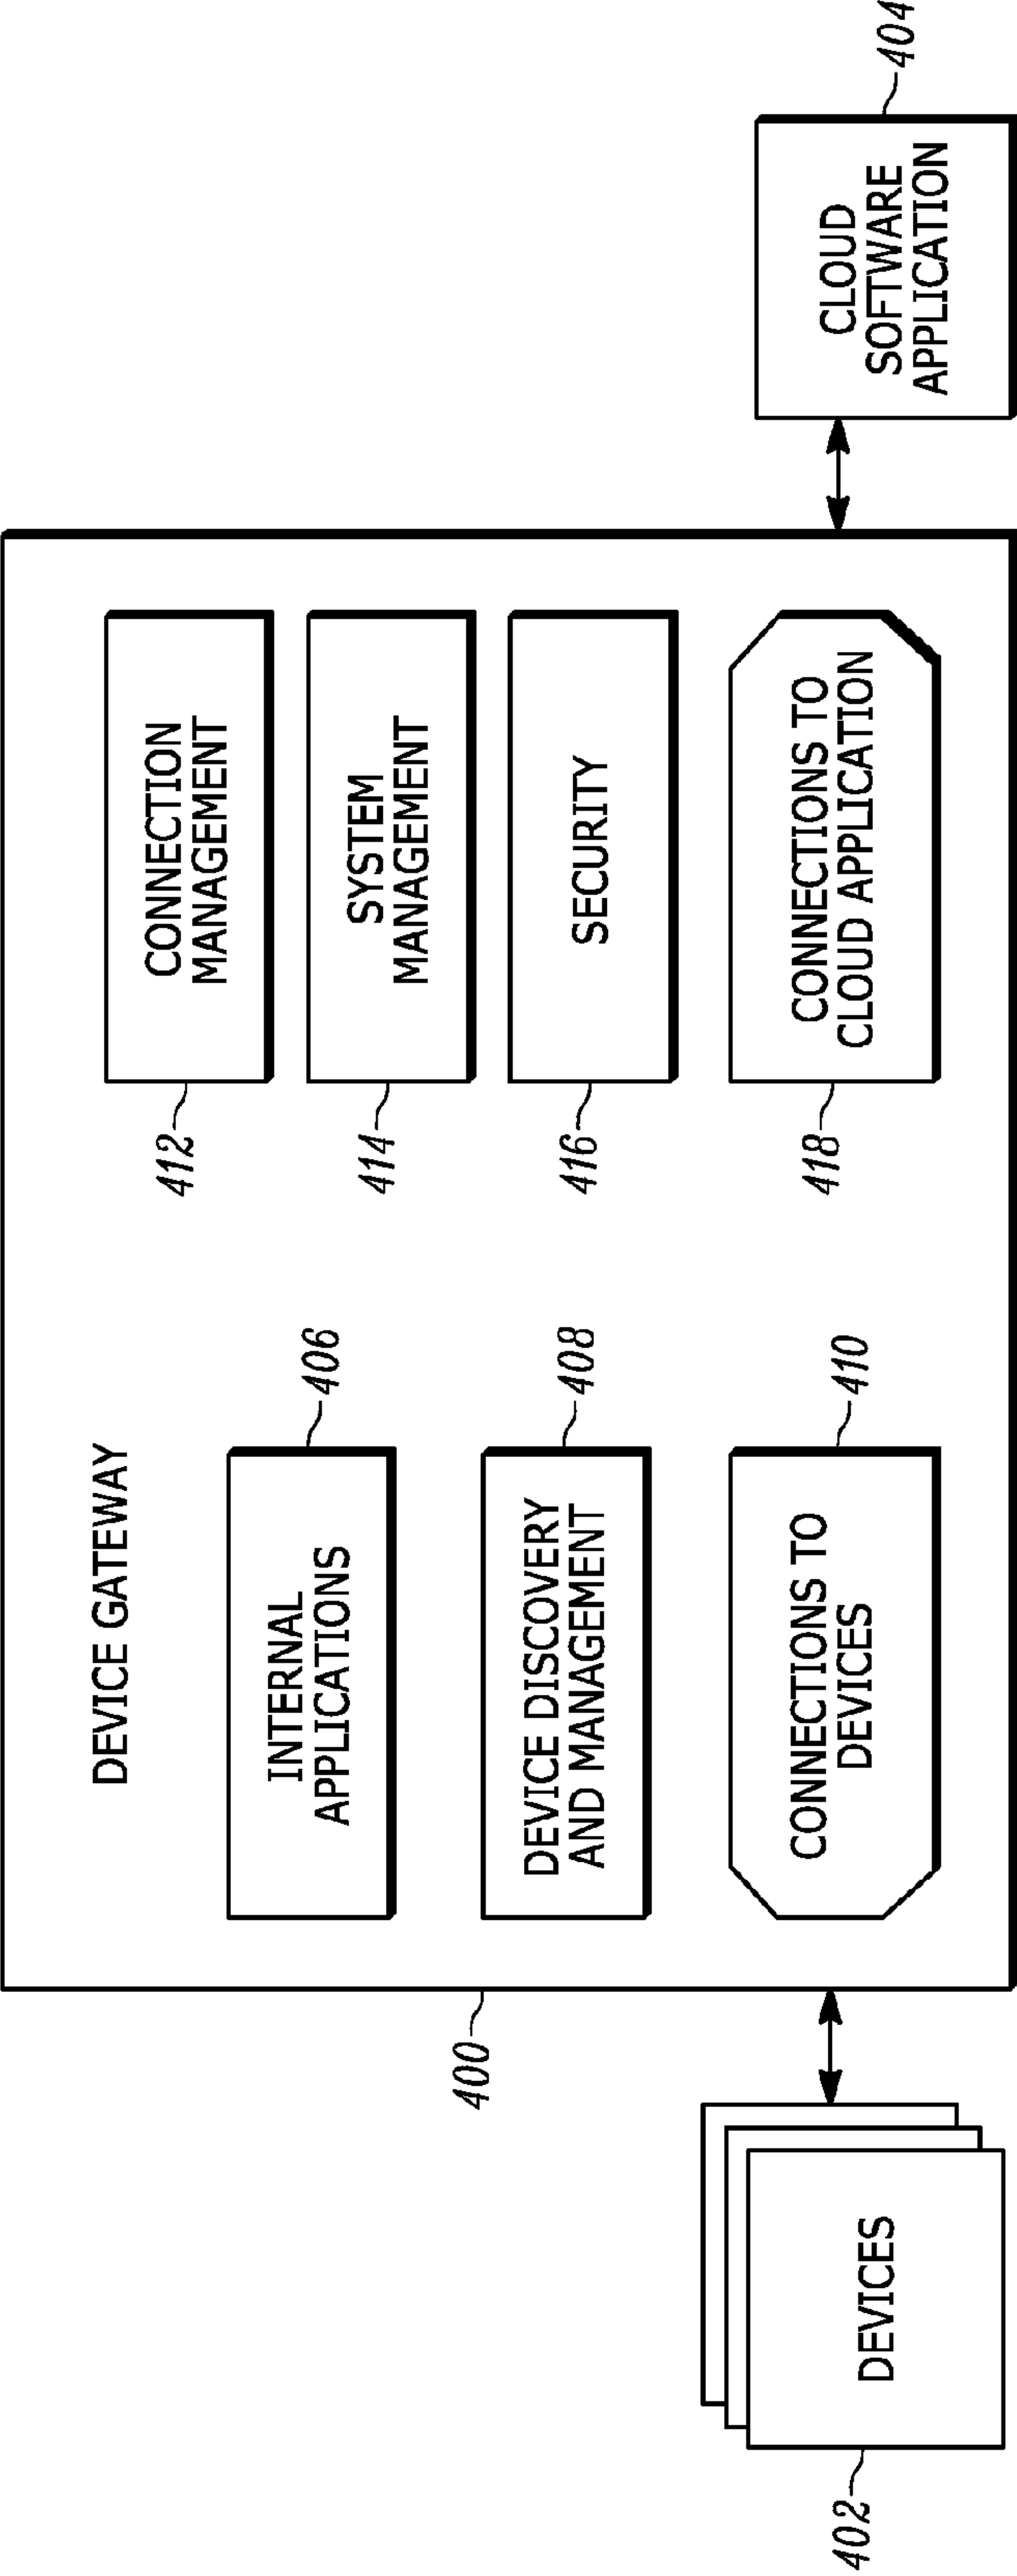 DEVICE GATEWAY
INTERNAL
APPLICATIONS
406
DEVICE DISCOVERY
AND MANAGEMENT
408
CONNECTIONS TO
DEVICES
410
412
CONNECTION
MANAGEMENT
414
SYSTEM
MANAGEMENT
416
SECURITY
418
CONNECTIONS TO
CLOUD APPLICATION
400
402
DEVICES
404
CLOUD
SOFTWARE
APPLICATION